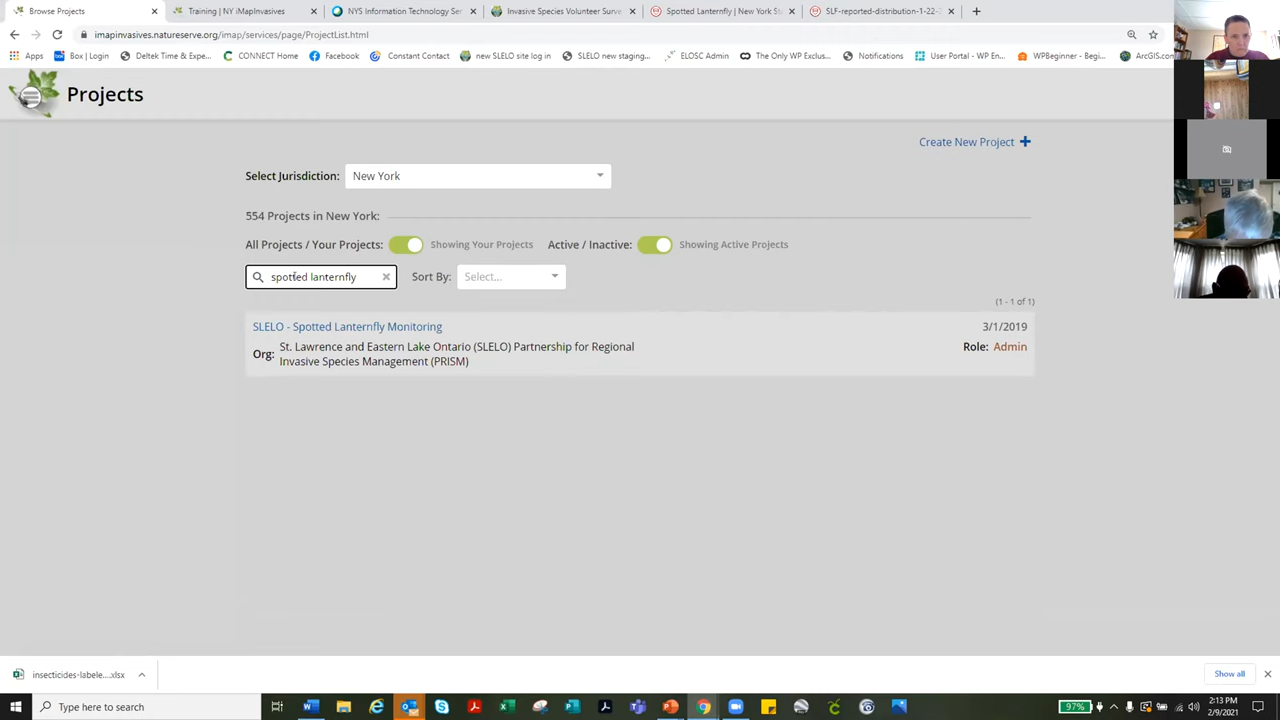 Browse Projects
Training | NY iMapInvasives
NYS Information Technology Ser
Invasive Species Volunteer Surve
Spotted Lanternfly | New York St
SLF-reported-distribution-1-22-2
imapinvasives.natureserve.org/imap/services/page/ProjectList.html
Apps
Box | Login
Deltek Time & Expe...
CONNECT Home
Facebook
Constant Contact
new SLELO site log in
SLELO new staging...
ELOSC Admin
The Only WP Exclus...
Notifications
User Portal - WP En...
WPBeginner - Begi...
ArcGIS.com
Projects
Create New Project +
Select Jurisdiction: New York
554 Projects in New York:
All Projects / Your Projects: Showing Your Projects Active / Inactive: Showing Active Projects
spotted lanternfly Sort By: Select...
(1 - 1 of 1)
SLELO - Spotted Lanternfly Monitoring 3/1/2019
Org: St. Lawrence and Eastern Lake Ontario (SLELO) Partnership for Regional Invasive Species Management (PRISM) Role: Admin
insecticides-labele....xlsx
Show all
Type here to search
97%
2:13 PM
2/9/2021